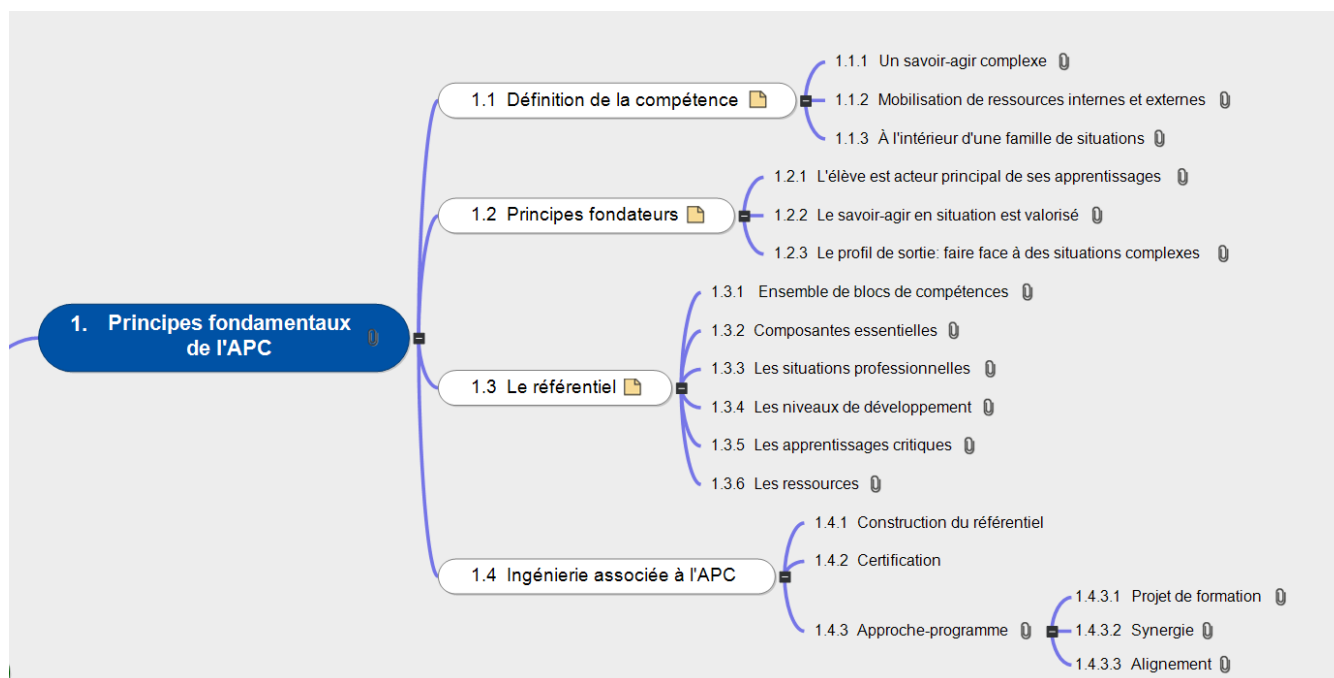 1. Principes fondamentaux
de l'APC
1.1 Définition de la compétence
1.1.1 Un savoir-agir complexe
1.1.2 Mobilisation de ressources internes et externes
1.1.3 À l'intérieur d'une famille de situations
1.2 Principes fondateurs
1.2.1 L'élève est acteur principal de ses apprentissages
1.2.2 Le savoir-agir en situation est valorisé
1.2.3 Le profil de sortie: faire face à des situations complexes
1.3 Le référentiel
1.3.1 Ensemble de blocs de compétences
1.3.2 Composantes essentielles
1.3.3 Les situations professionnelles
1.3.4 Les niveaux de développement
1.3.5 Les apprentissages critiques
1.3.6 Les ressources
1.4 Ingénierie associée à l'APC
1.4.1 Construction du référentiel
1.4.2 Certification
1.4.3 Approche-programme
1.4.3.1 Projet de formation
1.4.3.2 Synergie
1.4.3.3 Alignement